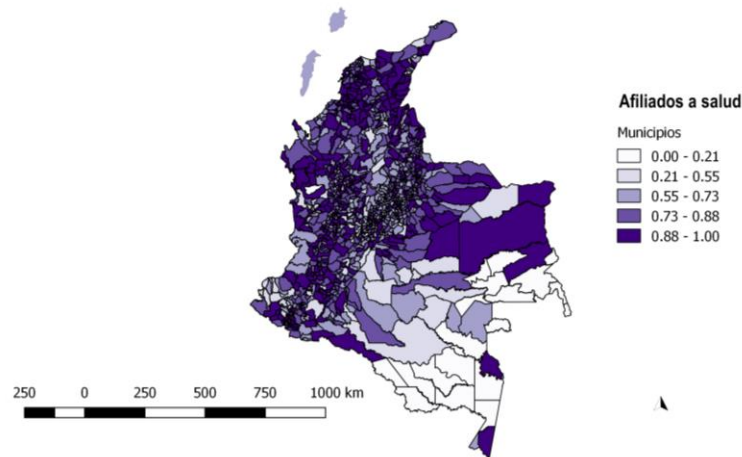 Afiliados a salud
Municipios
0.00 - 0.21
0.21 - 0.55
0.55 - 0.73
0.73 - 0.88
0.88 - 1.00
250 0 250 500 750 1000 km